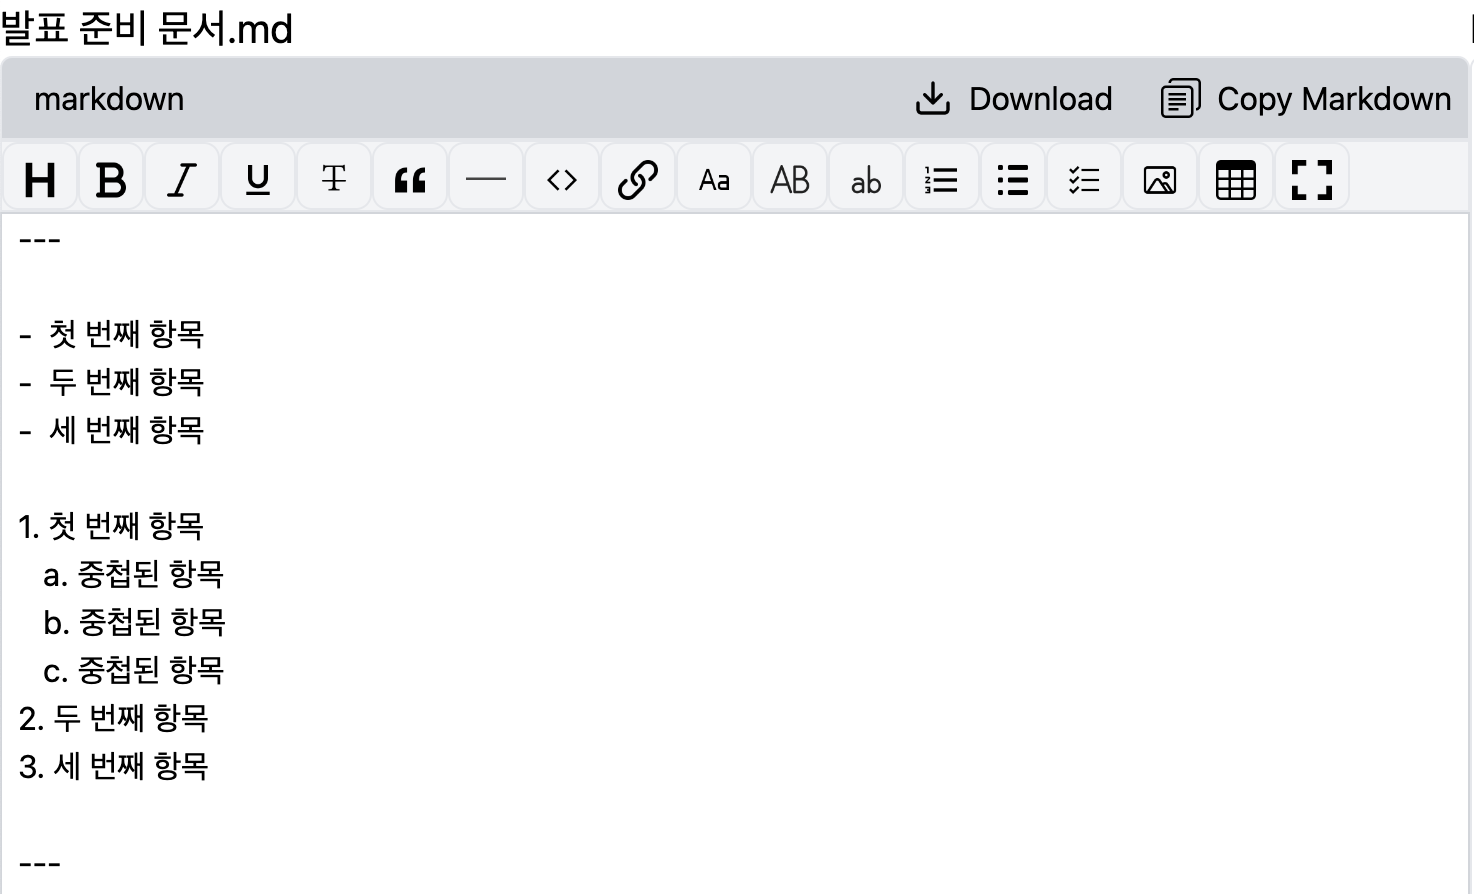 발표 준비 문서.md
markdown Download Copy Markdown
H B I U T “ — <> Aa AB ab
---
- 첫 번째 항목
- 두 번째 항목
- 세 번째 항목
1. 첫 번째 항목
a. 중첩된 항목
b. 중첩된 항목
c. 중첩된 항목
2. 두 번째 항목
3. 세 번째 항목
---